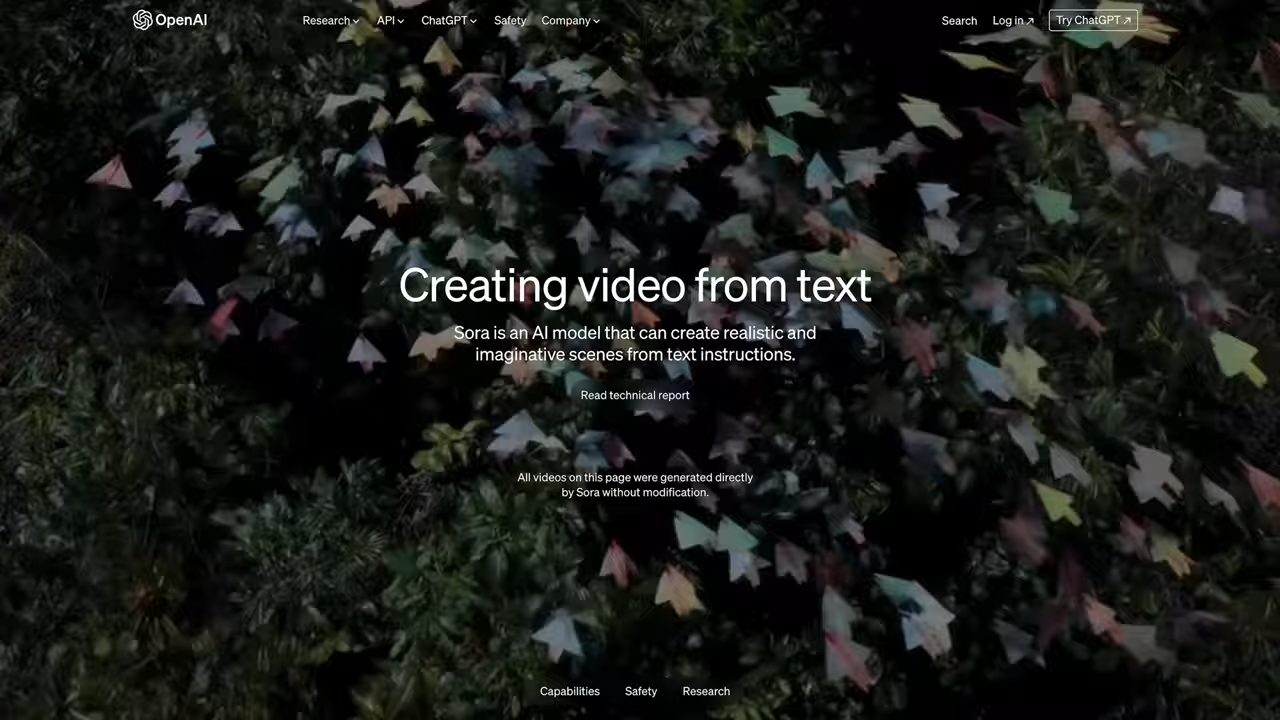 OpenAI
Research API ChatGPT Safety Company
Search Log in ↗ Try ChatGPT ↗
Creating video from text
Sora is an AI model that can create realistic and
imaginative scenes from text instructions.
Read technical report
All videos on this page were generated directly
by Sora without modification.
Capabilities Safety Research